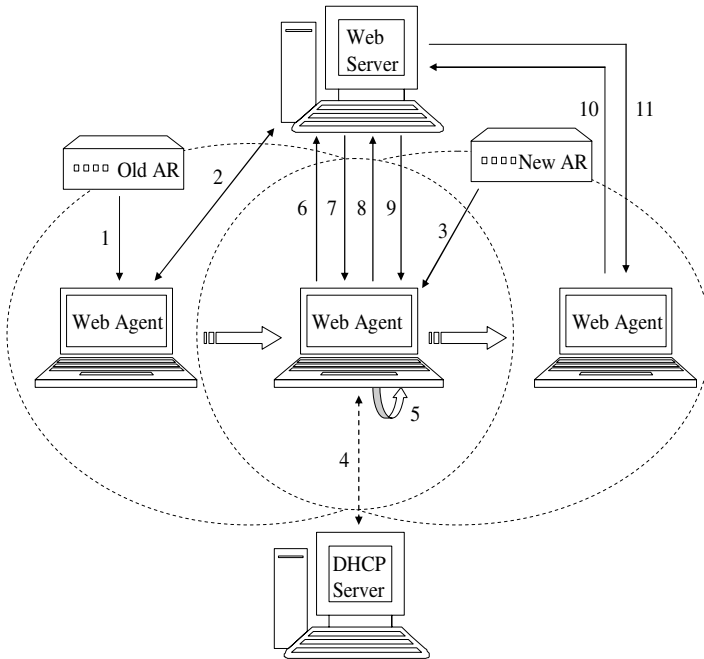 Web
Server
10
11
Old AR
New AR
2
1
6
7
8
9
3
Web Agent
Web Agent
Web Agent
5
4
DHCP
Server